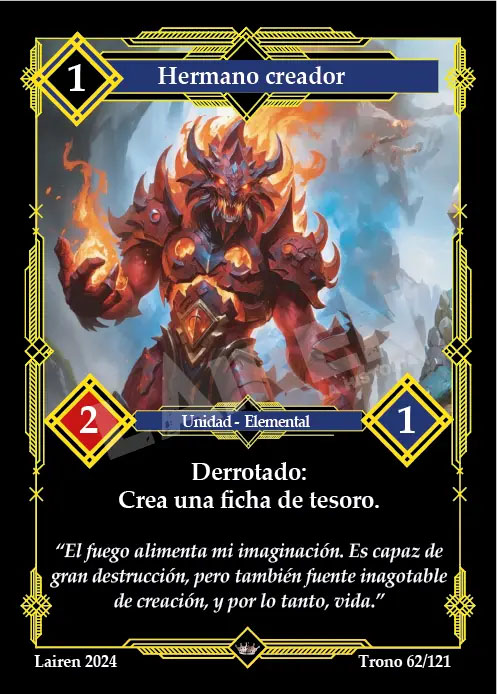 1
Hermano creador
2
Unidad - Elemental
1
Derrotado:
Crea una ficha de tesoro.
“El fuego alimenta mi imaginación. Es capaz de
gran destrucción, pero también fuente inagotable
de creación, y por lo tanto, vida.”
Lairen 2024
Trono 62/121